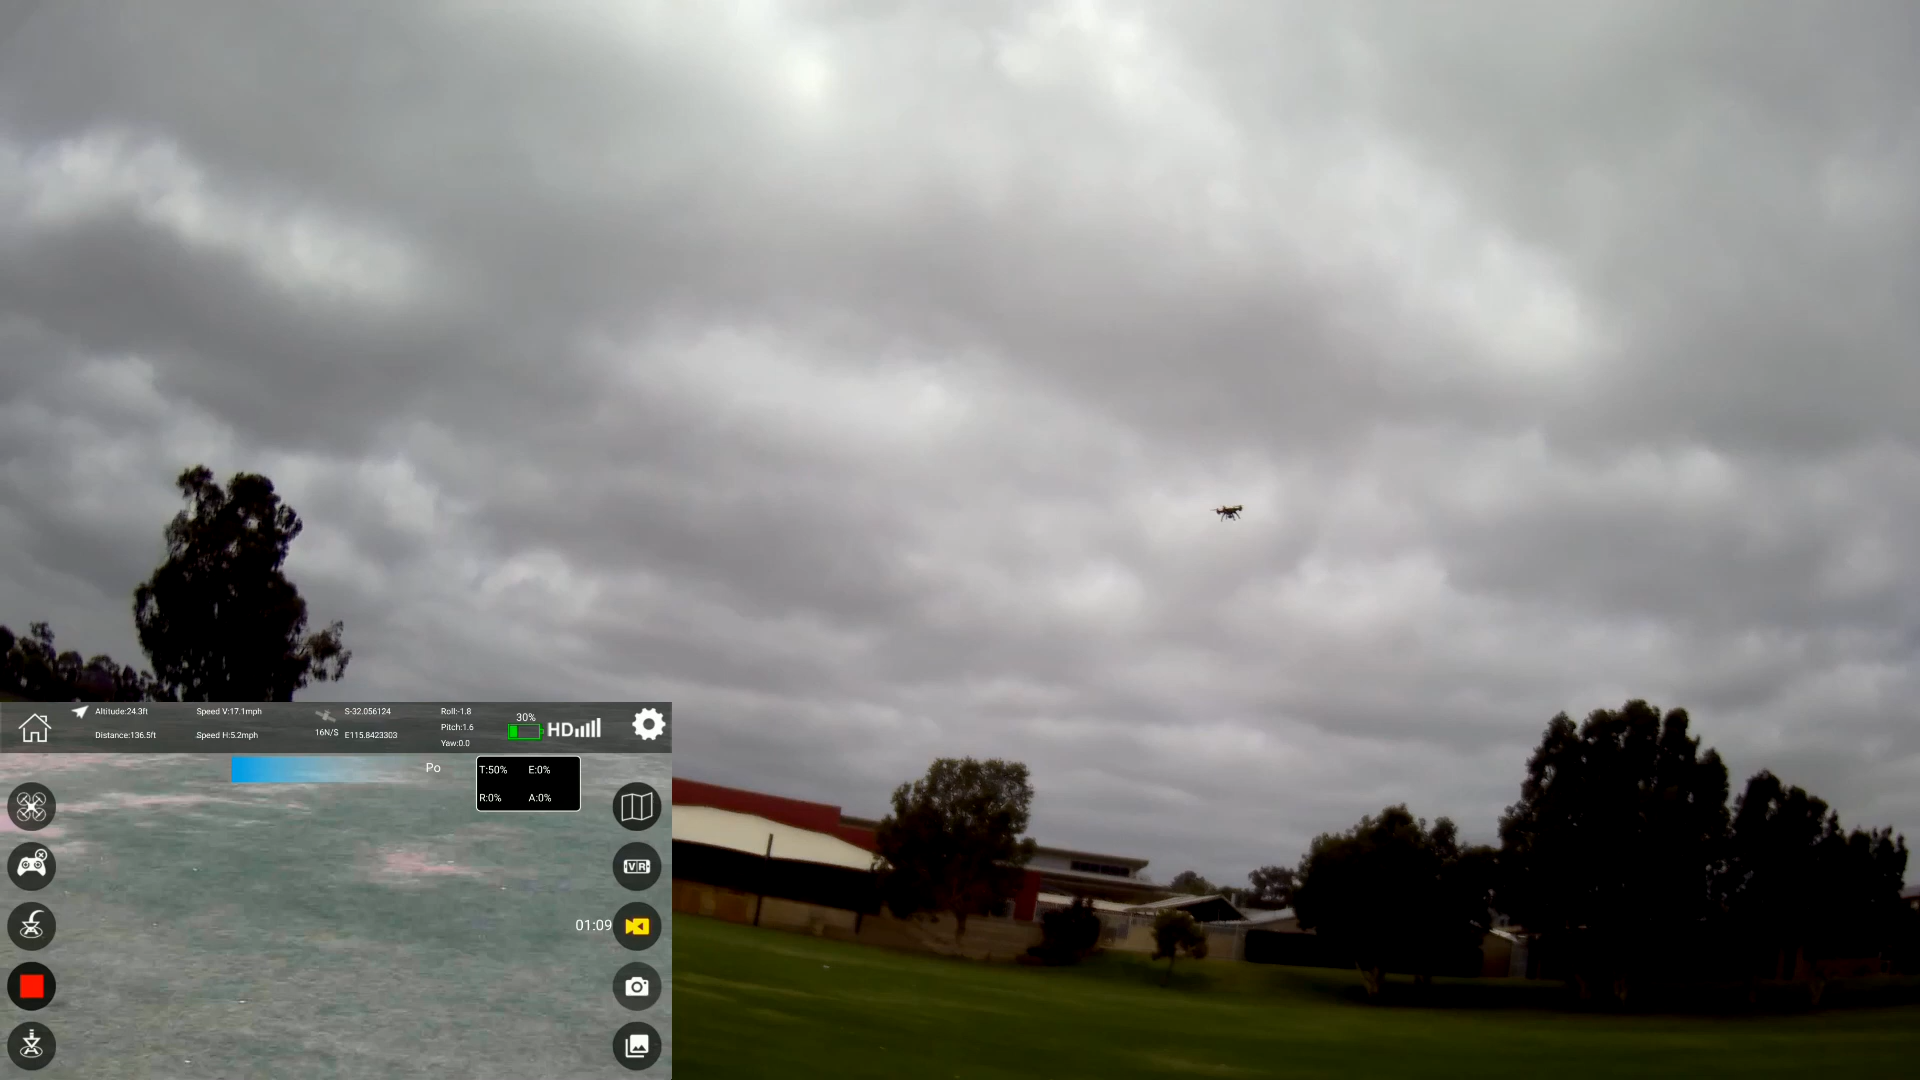 Altitude:24.3ft Speed V:17.1mph S-32.056124 Roll:-1.8 30%
16N/S Pitch:1.6 HD
Distance:136.5ft Speed H:5.2mph E115.8423303 Yaw:0.0
Po T:50% E:0%
R:0% A:0%
VR
01:09